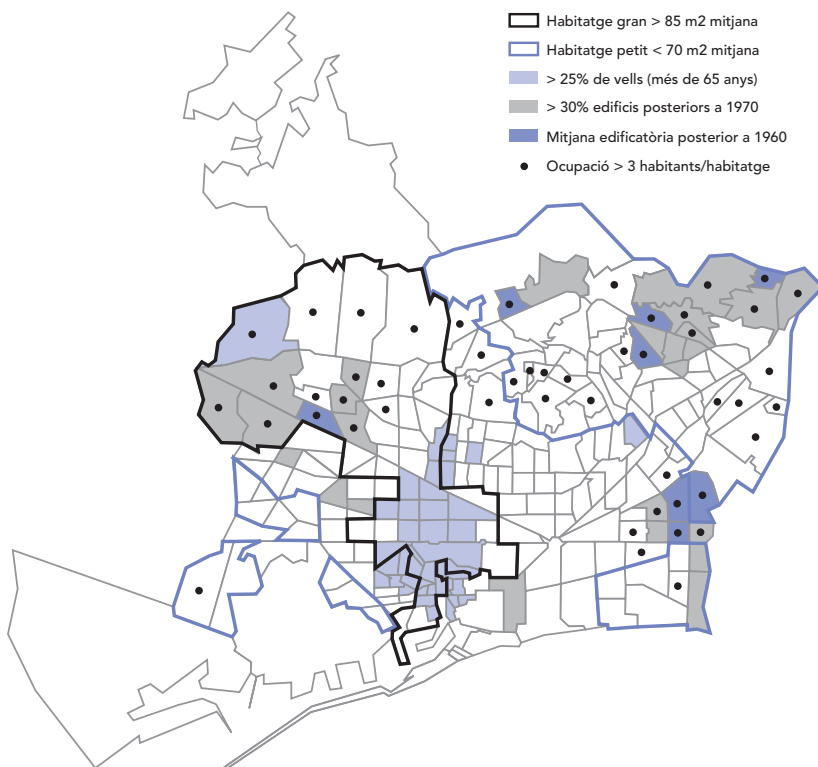 Habitatge gran > 85 m2 mitjana
Habitatge petit < 70 m2 mitjana
> 25% de vells (més de 65 anys)
> 30% edificis posteriors a 1970
Mitjana edificatòria posterior a 1960
Ocupació > 3 habitants/habitatge